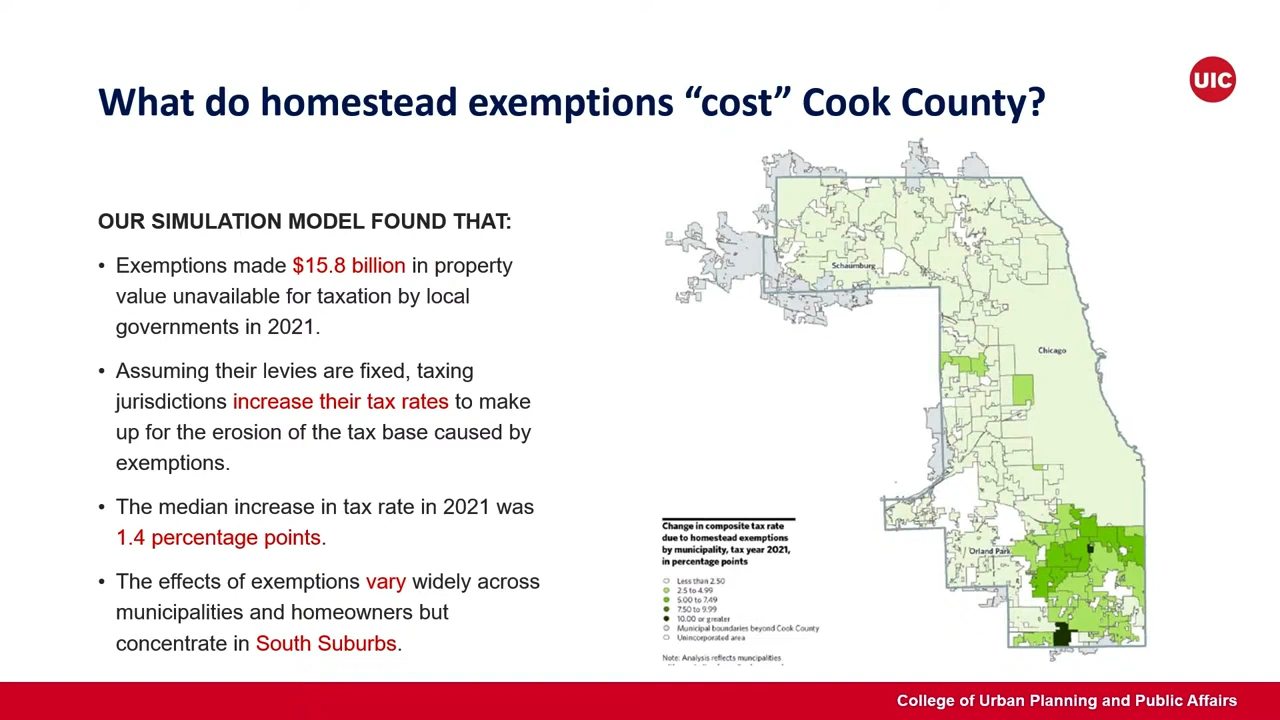 UIC
What do homestead exemptions “cost” Cook County?
OUR SIMULATION MODEL FOUND THAT:
• Exemptions made $15.8 billion in property
value unavailable for taxation by local
governments in 2021.
• Assuming their levies are fixed, taxing
jurisdictions increase their tax rates to make
up for the erosion of the tax base caused by
exemptions.
• The median increase in tax rate in 2021 was
1.4 percentage points.
• The effects of exemptions vary widely across
municipalities and homeowners but
concentrate in South Suburbs.
Schaumburg
Chicago
Orland Park
Change in composite tax rate
due to homestead exemptions
by municipality, tax year 2021,
in percentage points
Less than 2.50
2.5 to 4.99
5.00 to 7.49
7.50 to 9.99
10.00 or greater
Municipal boundaries beyond Cook County
Unincorporated area
Note: Analysis reflects muncipalities
College of Urban Planning and Public Affairs